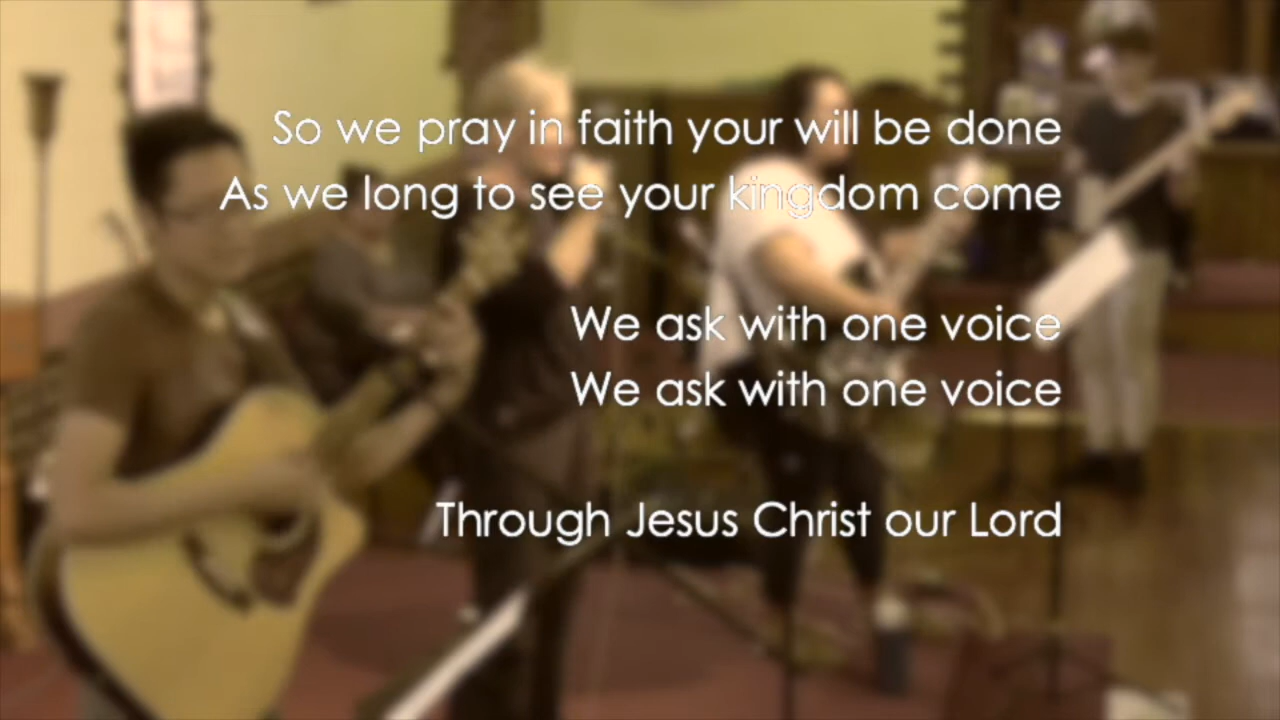 So we pray in faith your will be done
As we long to see your kingdom come
We ask with one voice
We ask with one voice
Through Jesus Christ our Lord